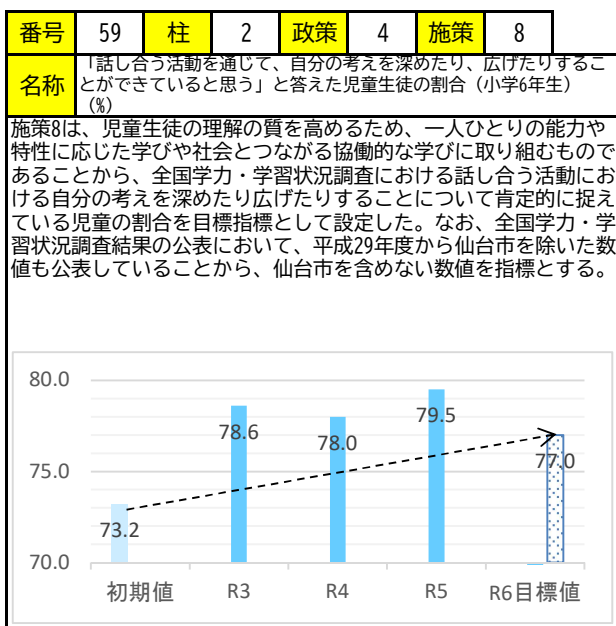 番号 59 柱 2 政策 4 施策 8
名称 「話し合う活動を通じて、自分の考えを深めたり、広げたりするこ
とができていると思う」と答えた児童生徒の割合（小学6年生）
（%）
施策8は、児童生徒の理解の質を高めるため、一人ひとりの能力や
特性に応じた学びや社会とつながる協働的な学びに取り組むもので
あることから、全国学力・学習状況調査における話し合う活動にお
ける自分の考えを深めたり広げたりすることについて肯定的に捉え
ている児童の割合を目標指標として設定した。なお、全国学力・学
習状況調査結果の公表において、平成29年度から仙台市を除いた数
値も公表していることから、仙台市を含めない数値を指標とする。
80.0
75.0
70.0
73.2
78.6
78.0
79.5
77.0
初期値 R3 R4 R5 R6目標値